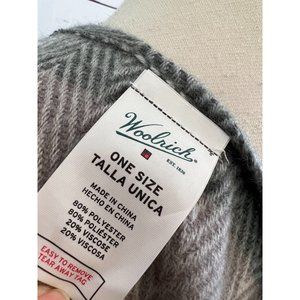 Woolrich
EST. 1830
ONE SIZE
TALLA UNICA
MADE IN CHINA
HECHO EN CHINA
80% POLYESTER
80% POLIÉSTER
20% VISCOSE
20% VISCOSA
EASY TO REMOVE
TEAR AWAY TAG